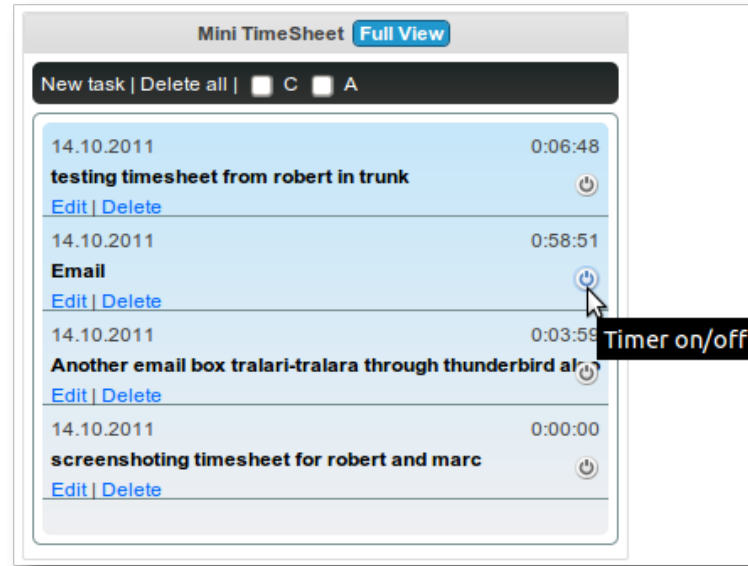 Mini TimeSheet Full View
New task | Delete all | C A
14.10.2011 0:06:48
testing timesheet from robert in trunk
Edit | Delete
14.10.2011 0:58:51
Email
Edit | Delete
Timer on/off
14.10.2011 0:03:59
Another email box tralari-tralara through thunderbird
Edit | Delete
14.10.2011 0:00:00
screenshoting timesheet for robert and marc
Edit | Delete